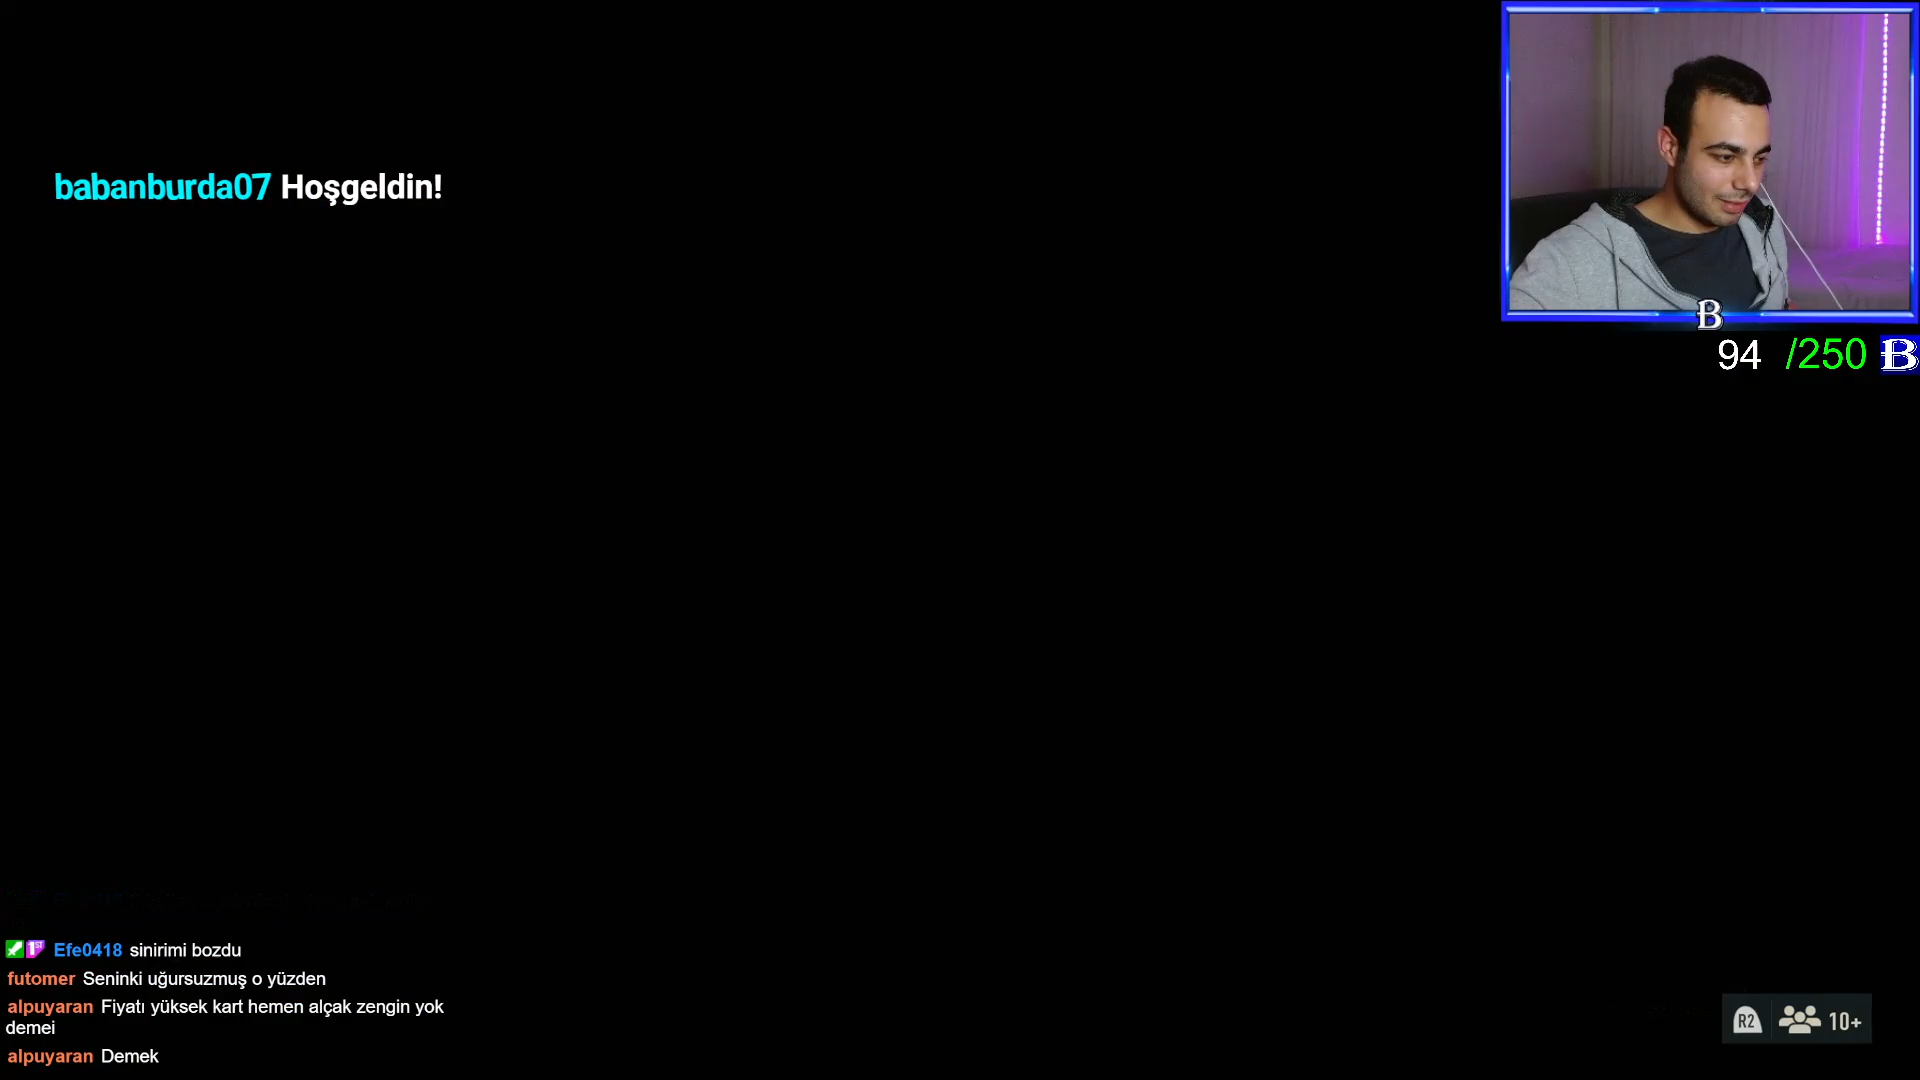 babanburda07 Hoşgeldin!
B
94 /250 B
1ST Efe0418 sinirimi bozdu
futomer Seninki uğursuzmuş o yüzden
alpuyaran Fiyatı yüksek kart hemen alçak zengin yok
demei
alpuyaran Demek
R2 10+